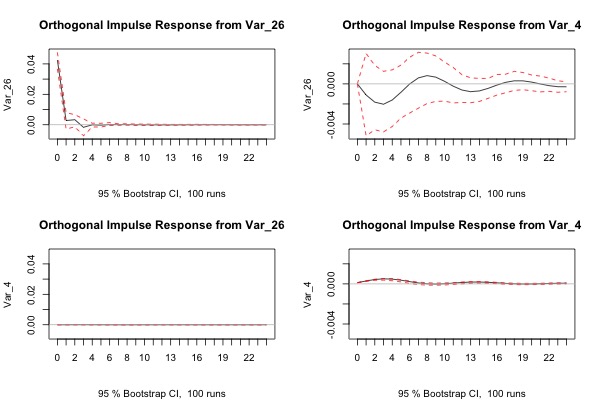 Orthogonal Impulse Response from Var_26
Var_26
0.00 0.02 0.04
0 2 4 6 8 10 13 16 19 22
95 % Bootstrap CI, 100 runs
Orthogonal Impulse Response from Var_4
Var_26
-0.004 0.000
0 2 4 6 8 10 13 16 19 22
95 % Bootstrap CI, 100 runs
Orthogonal Impulse Response from Var_26
Var_4
0.00 0.02 0.04
0 2 4 6 8 10 13 16 19 22
95 % Bootstrap CI, 100 runs
Orthogonal Impulse Response from Var_4
Var_4
-0.004 0.000
0 2 4 6 8 10 13 16 19 22
95 % Bootstrap CI, 100 runs